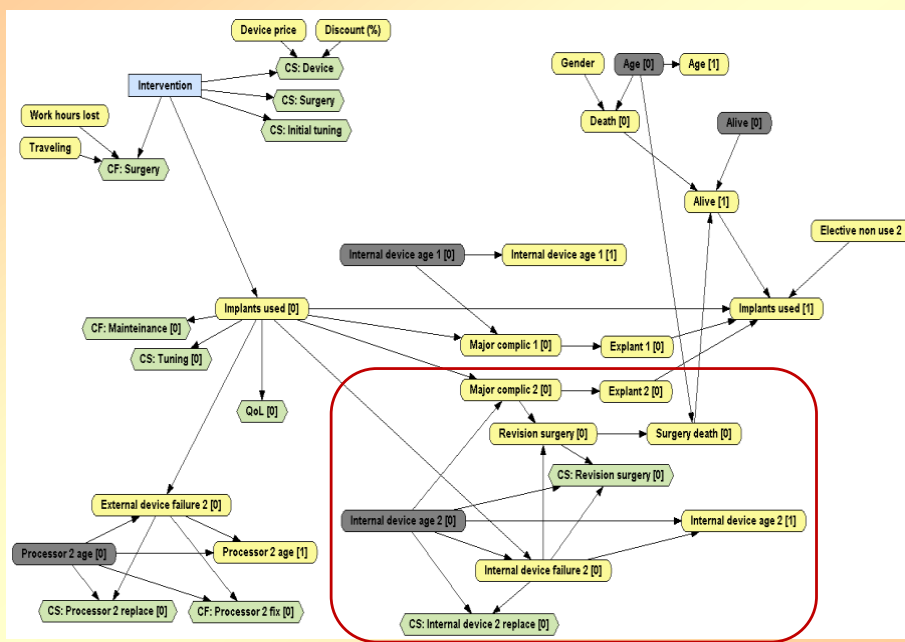 Device price
Discount (%)
CS: Device
Gender
Age [0]
Age [1]
Intervention
CS: Surgery
Work hours lost
Death [0]
Alive [0]
CS: Initial tuning
Traveling
CF: Surgery
Alive [1]
Elective non use 2
Internal device age 1 [0]
Internal device age 1 [1]
Implants used [0]
Implants used [1]
CF: Mainteinance [0]
Major complic 1 [0]
Explant 1 [0]
CS: Tuning [0]
Major complic 2 [0]
Explant 2 [0]
QoL [0]
Revision surgery [0]
Surgery death [0]
CS: Revision surgery [0]
External device failure 2 [0]
Internal device age 2 [0]
Internal device age 2 [1]
Processor 2 age [0]
Processor 2 age [1]
Internal device failure 2 [0]
CS: Processor 2 replace [0]
CF: Processor 2 fix [0]
CS: Internal device 2 replace [0]